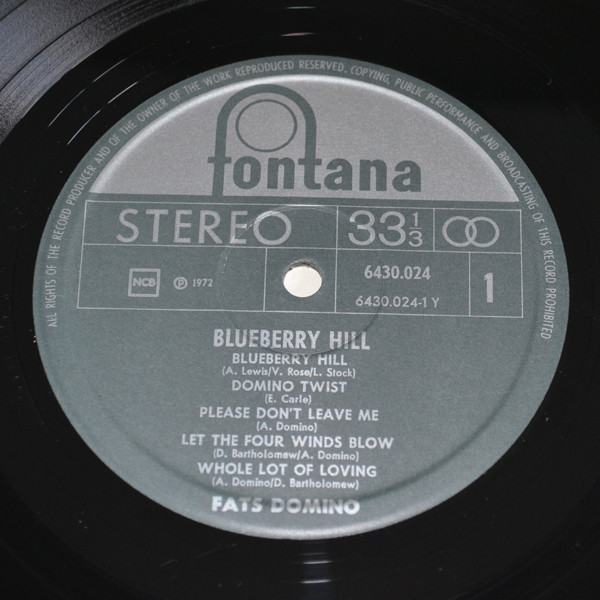 ALL RIGHTS OF THE RECORD PRODUCER AND OF THE OWNER OF THE WORK REPRODUCED RESERVED. COPYING, PUBLIC PERFORMANCE AND BROADCASTING OF THIS RECORD PROHIBITED
fontana
STEREO 33 1/3
NCB ℗ 1972 6430.024 1
6430.024-1 Y
BLUEBERRY HILL
BLUEBERRY HILL
(A. Lewis/V. Rose/L. Stock)
DOMINO TWIST
(E. Carle)
PLEASE DON'T LEAVE ME
(A. Domino)
LET THE FOUR WINDS BLOW
(D. Bartholomew/A. Domino)
WHOLE LOT OF LOVING
(A. Domino/D. Bartholomew)
FATS DOMINO